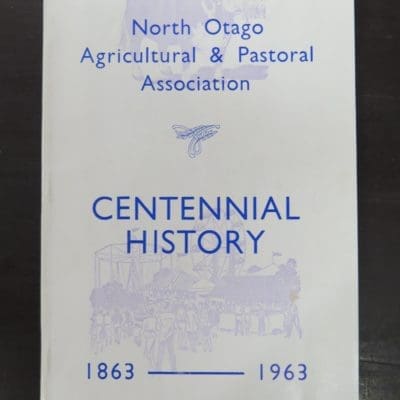 North Otago
Agricultural & Pastoral
Association
CENTENNIAL
HISTORY
1863 — 1963